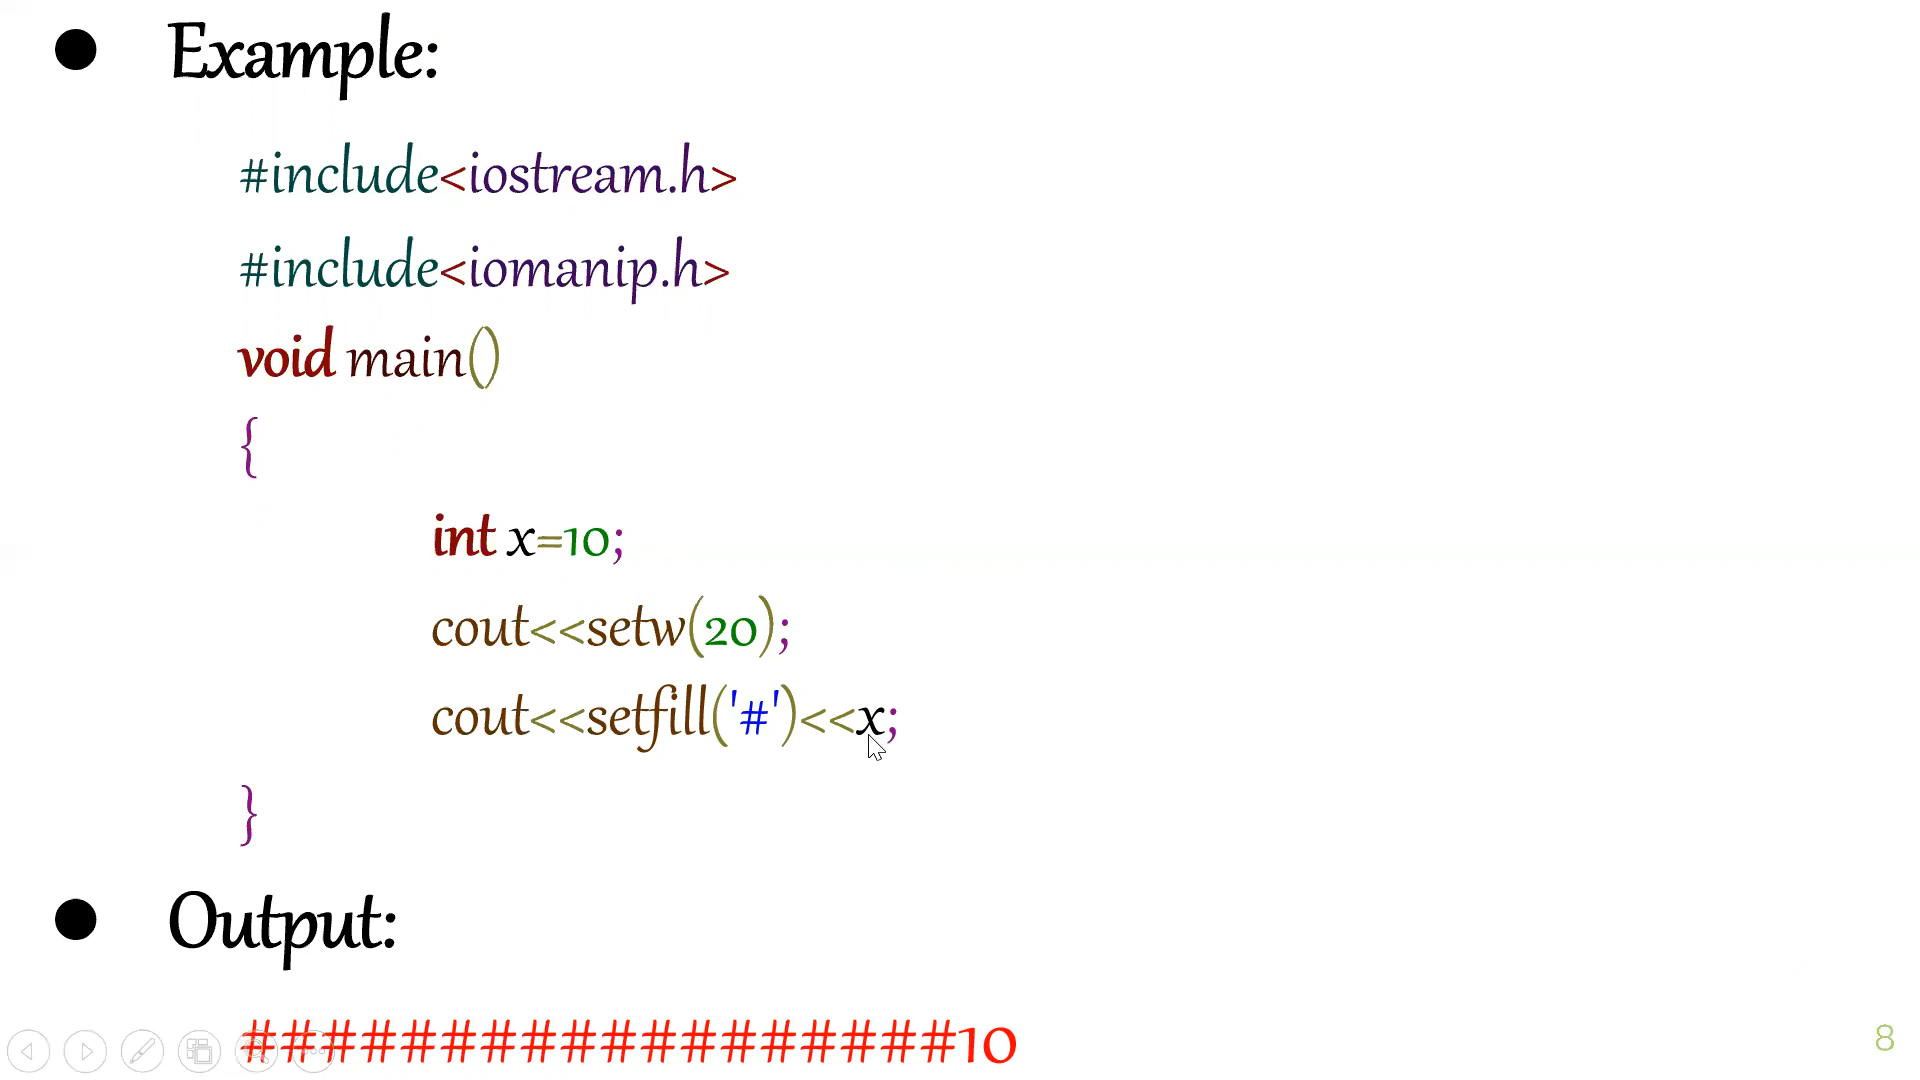 ● Example:
#include<iostream.h>
#include<iomanip.h>
void main()
{
int x=10;
cout<<setw(20);
cout<<setfill('#')<<x;
}
● Output:
##################10
8